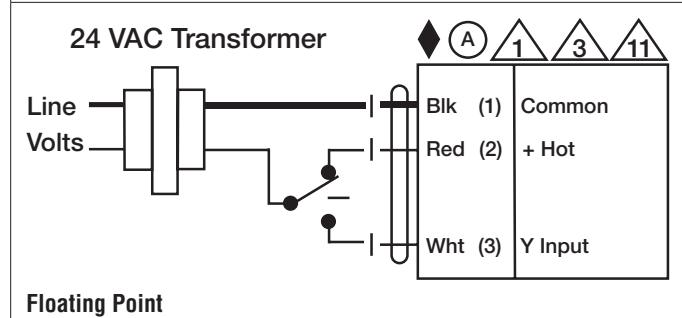 24 VAC Transformer
A 1 3 11
Line
Volts
Blk (1) Common
Red (2) + Hot
Wht (3) Y Input
Floating Point